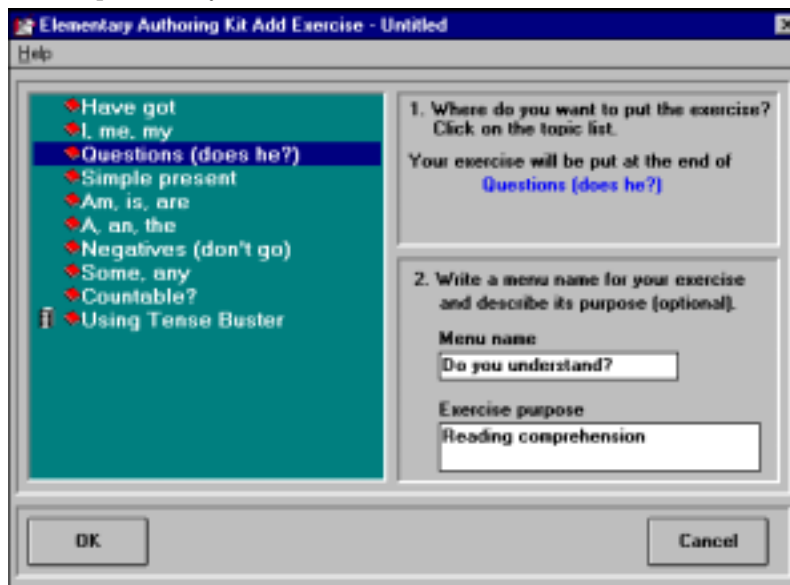 Elementary Authoring Kit Add Exercise - Untitled
Help
Have got
I, me, my
Questions (does he?)
Simple present
Am, is, are
A, an, the
Negatives (don't go)
Some, any
Countable?
Using Tense Buster
1. Where do you want to put the exercise?
Click on the topic list.
Your exercise will be put at the end of
Questions (does he?)
2. Write a menu name for your exercise
and describe its purpose (optional).
Menu name
Do you understand?
Exercise purpose
Reading comprehension
OK
Cancel